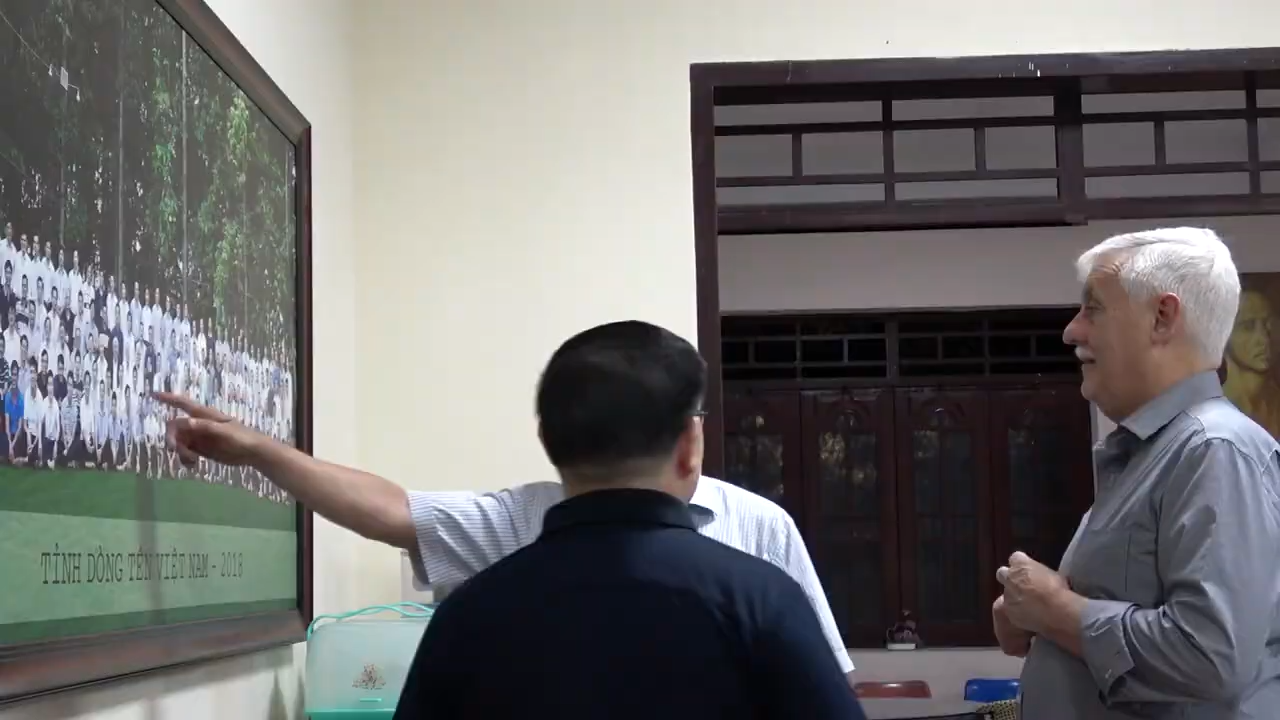 TỈNH DÒNG TÊN VIỆT NAM - 2018